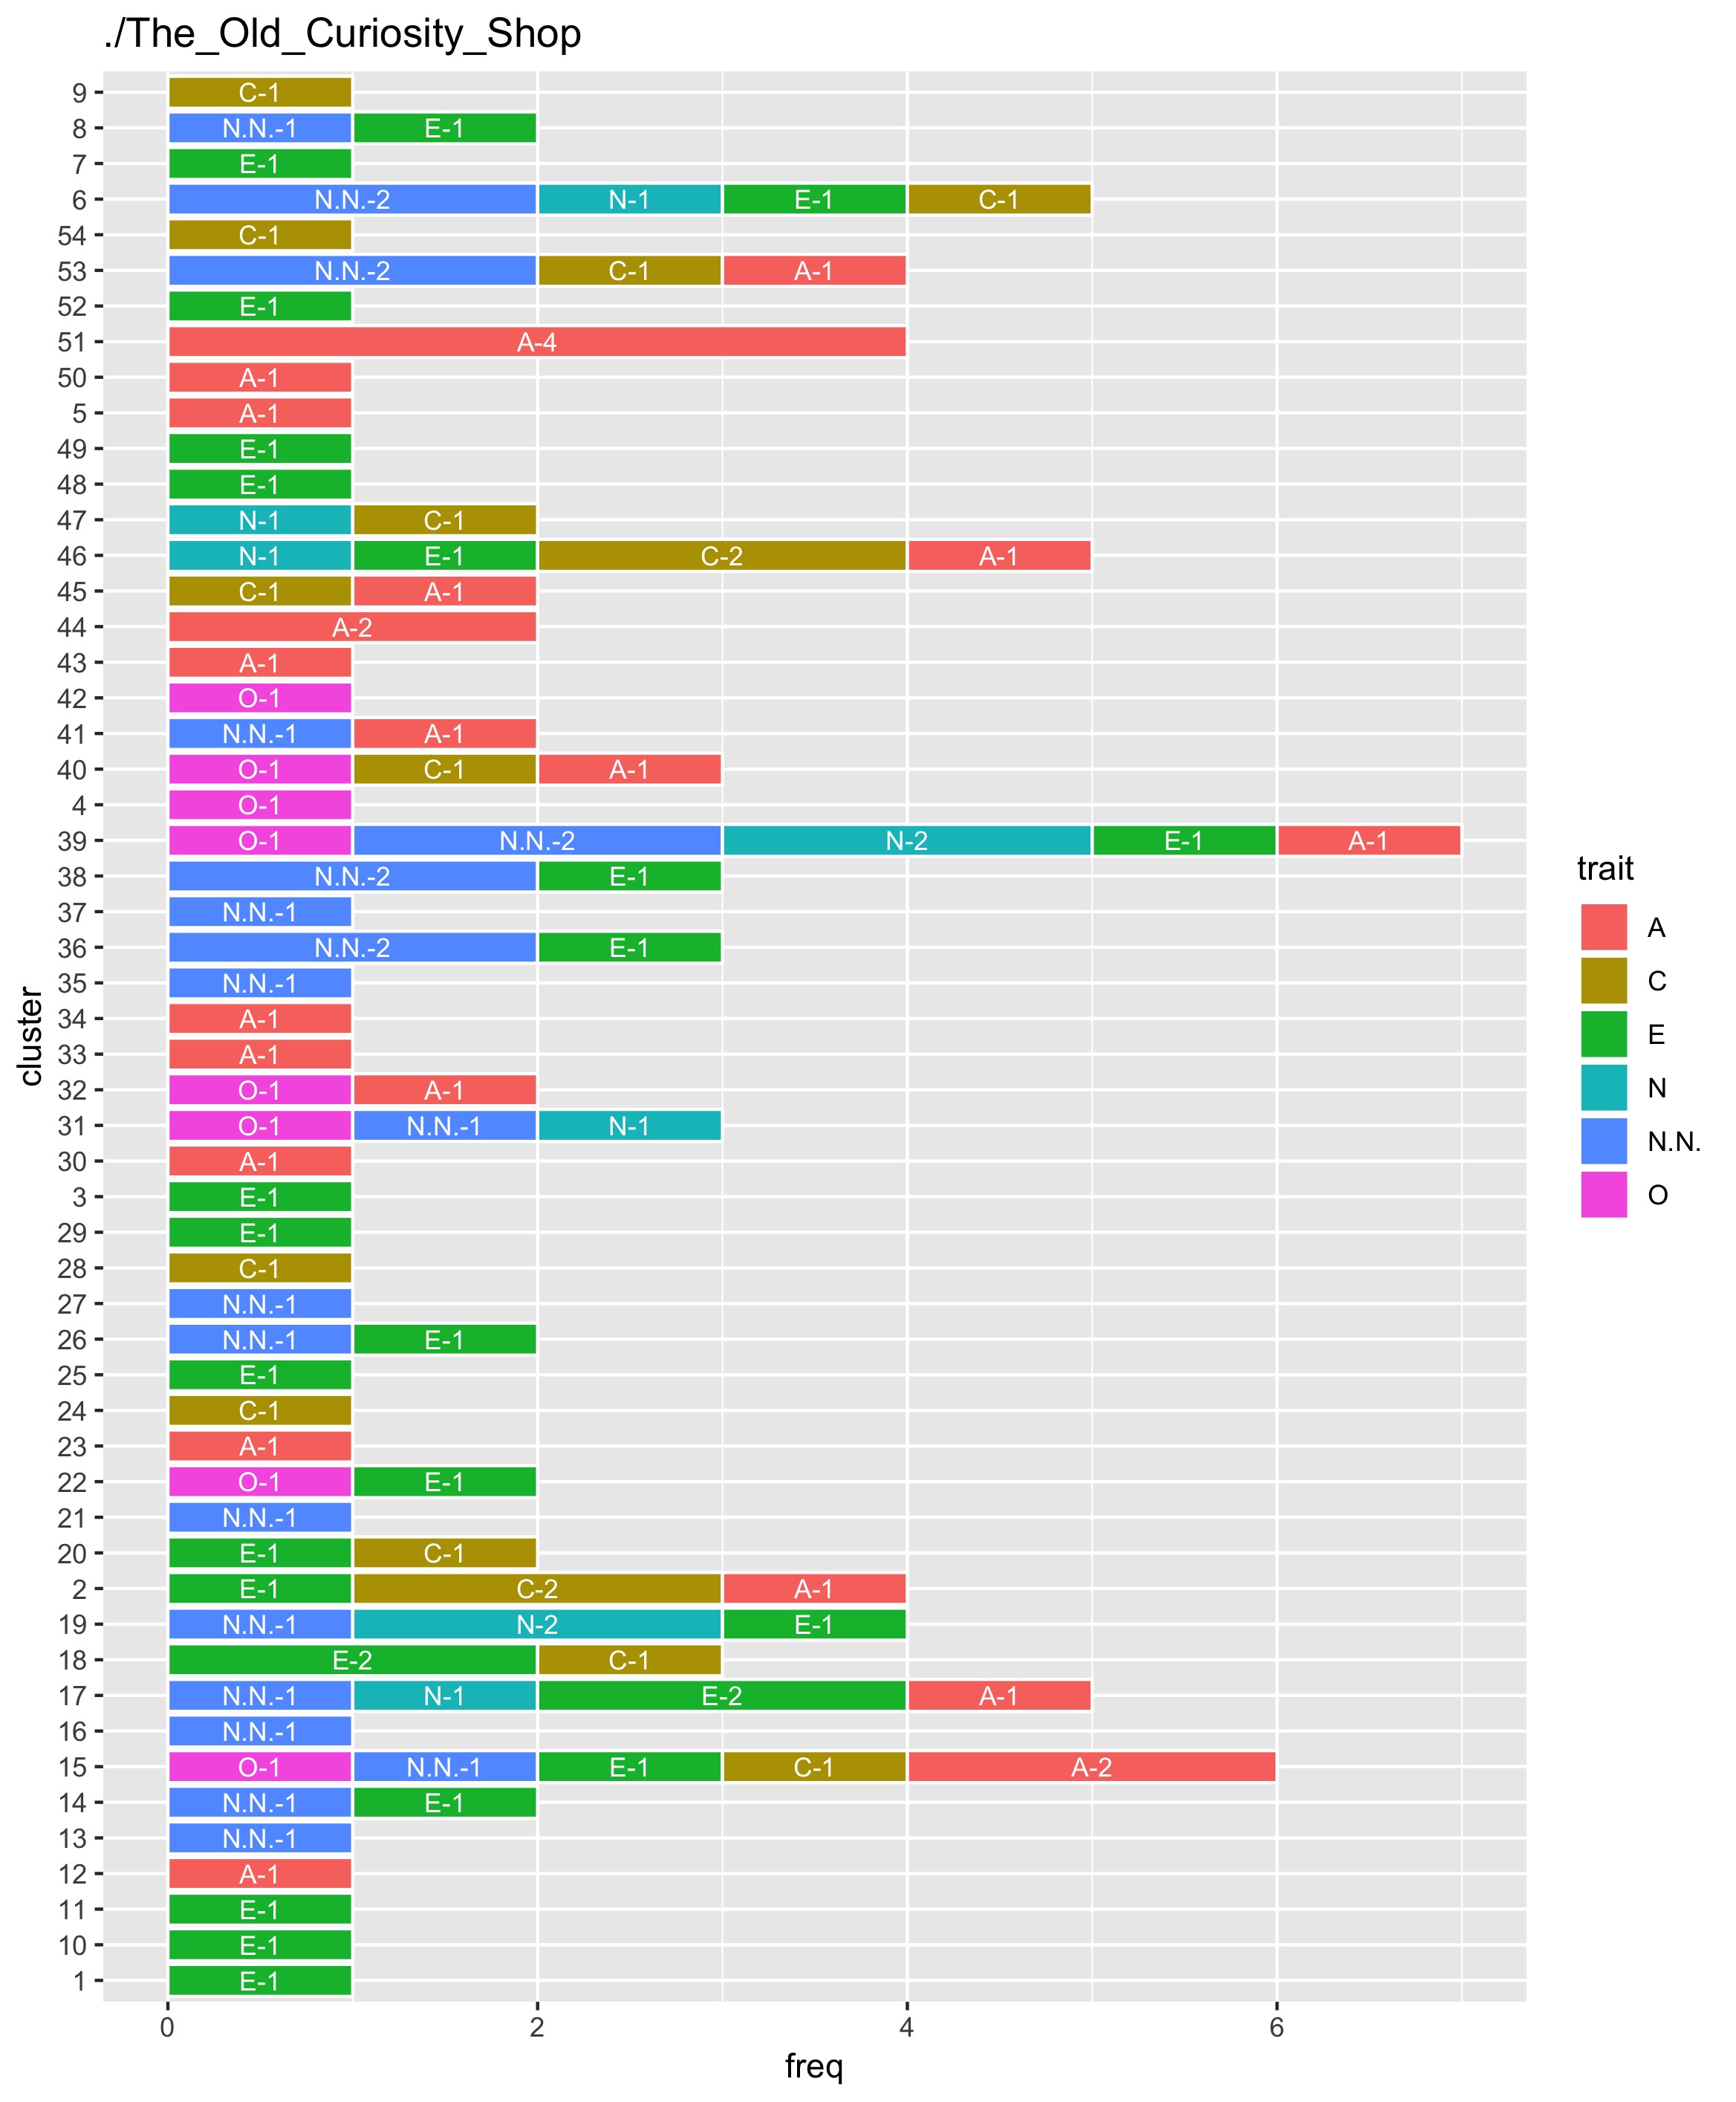 ./The_Old_Curiosity_Shop
9 C-1
8 N.N.-1 E-1
7 E-1
6 N.N.-2 N-1 E-1 C-1
54 C-1
53 N.N.-2 C-1 A-1
52 E-1
51 A-4
50 A-1
5 A-1
49 E-1
48 E-1
47 N-1 C-1
46 N-1 E-1 C-2 A-1
45 C-1 A-1
44 A-2
43 A-1
42 O-1
41 N.N.-1 A-1
40 O-1 C-1 A-1
4 O-1
39 O-1 N.N.-2 N-2 E-1 A-1
38 N.N.-2 E-1
37 N.N.-1
36 N.N.-2 E-1
35 N.N.-1
34 A-1
33 A-1
32 O-1 A-1
31 O-1 N.N.-1 N-1
30 A-1
3 E-1
29 E-1
28 C-1
27 N.N.-1
26 N.N.-1 E-1
25 E-1
24 C-1
23 A-1
22 O-1 E-1
21 N.N.-1
20 E-1 C-1
2 E-1 C-2 A-1
19 N.N.-1 N-2 E-1
18 E-2 C-1
17 N.N.-1 N-1 E-2 A-1
16 N.N.-1
15 O-1 N.N.-1 E-1 C-1 A-2
14 N.N.-1 E-1
13 N.N.-1
12 A-1
11 E-1
10 E-1
1 E-1
0 2 4 6
freq
cluster
trait
A
C
E
N
N.N.
O